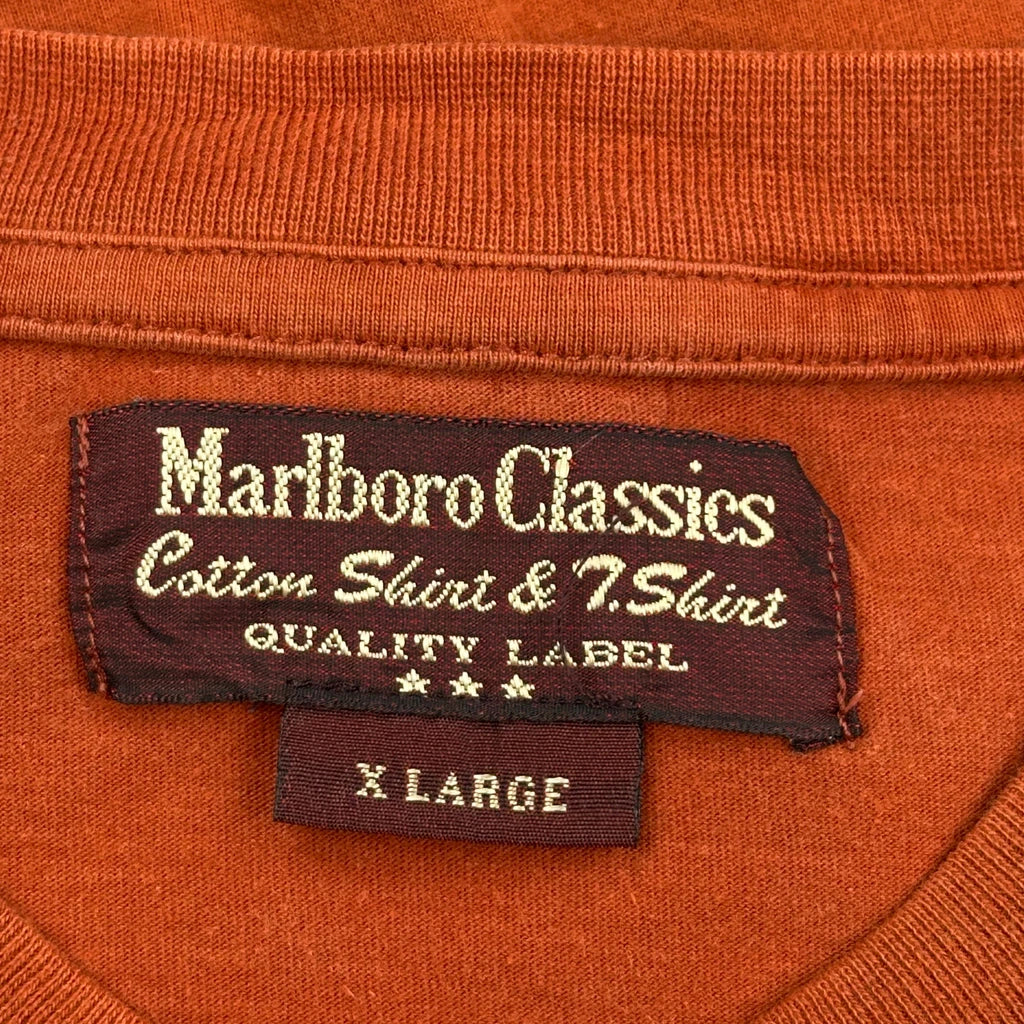 Marlboro Classics
Cotton Shirt & T.Shirt
QUALITY LABEL
X LARGE